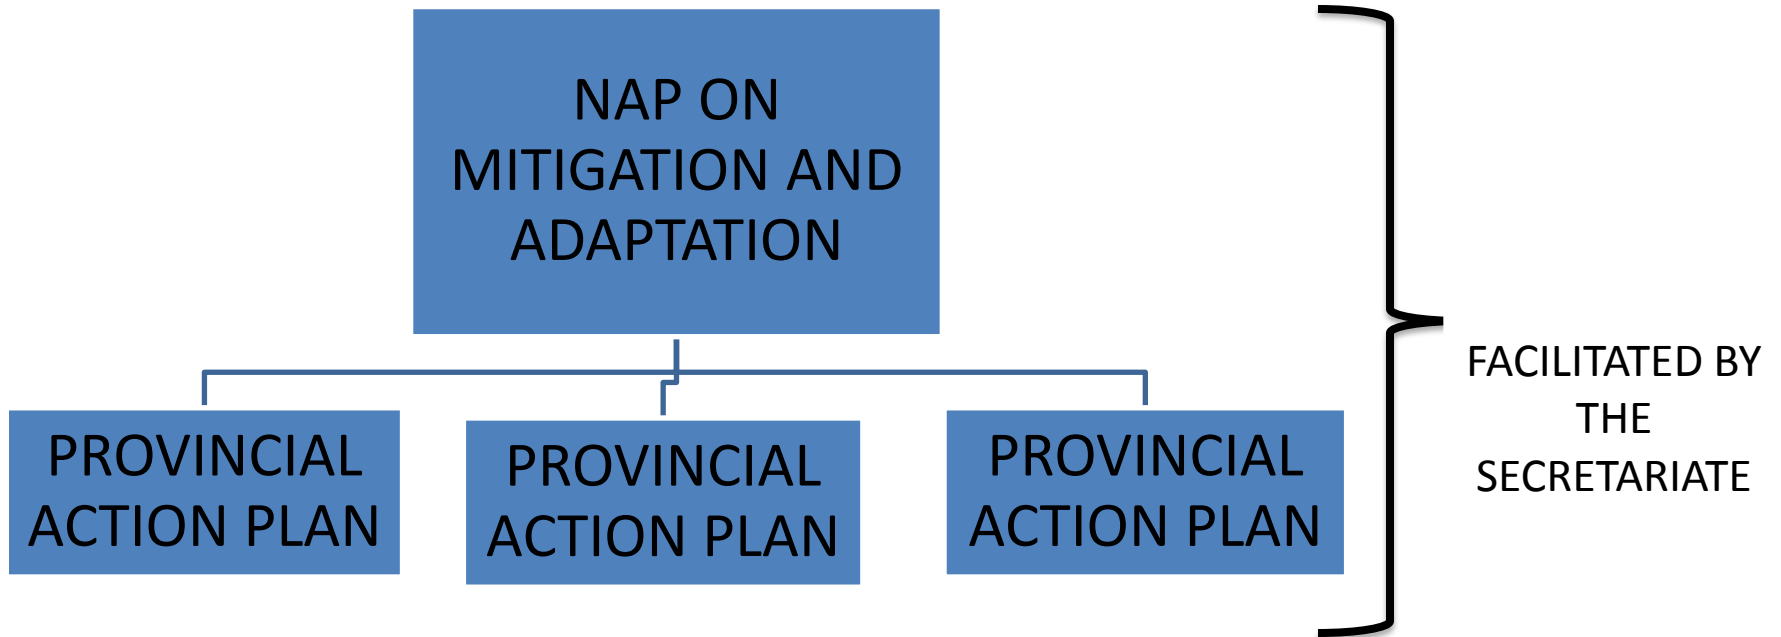 NAP ON
MITIGATION AND
ADAPTATION
PROVINCIAL
ACTION PLAN
PROVINCIAL
ACTION PLAN
PROVINCIAL
ACTION PLAN
FACILITATED BY
THE
SECRETARIATE